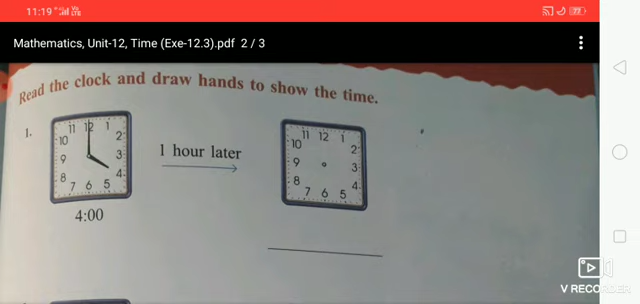 11:19
77
Mathematics, Unit-12, Time (Exe-12.3).pdf 2 / 3
Read the clock and draw hands to show the time.
1.
11 12 1
10 2
9 3
8 4
7 6 5
1 hour later
11 12 1
10 2
9 3
8 4
7 6 5
4:00
V RECORDER